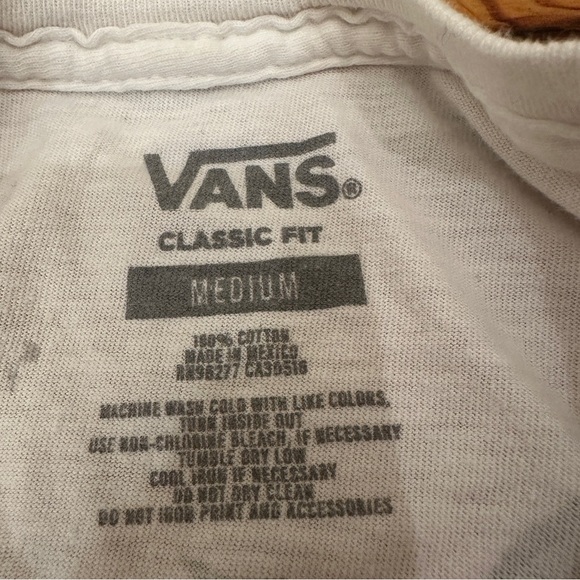 VANS®
CLASSIC FIT
MEDIUM
100% COTTON
MADE IN MEXICO
RN98277 CA30516
MACHINE WASH COLD WITH LIKE COLORS,
TURN INSIDE OUT
USE NON-CHLORINE BLEACH, IF NECESSARY
TUMBLE DRY LOW
COOL IRON IF NECESSARY
DO NOT DRY CLEAN
DO NOT IRON PRINT AND ACCESSORIES